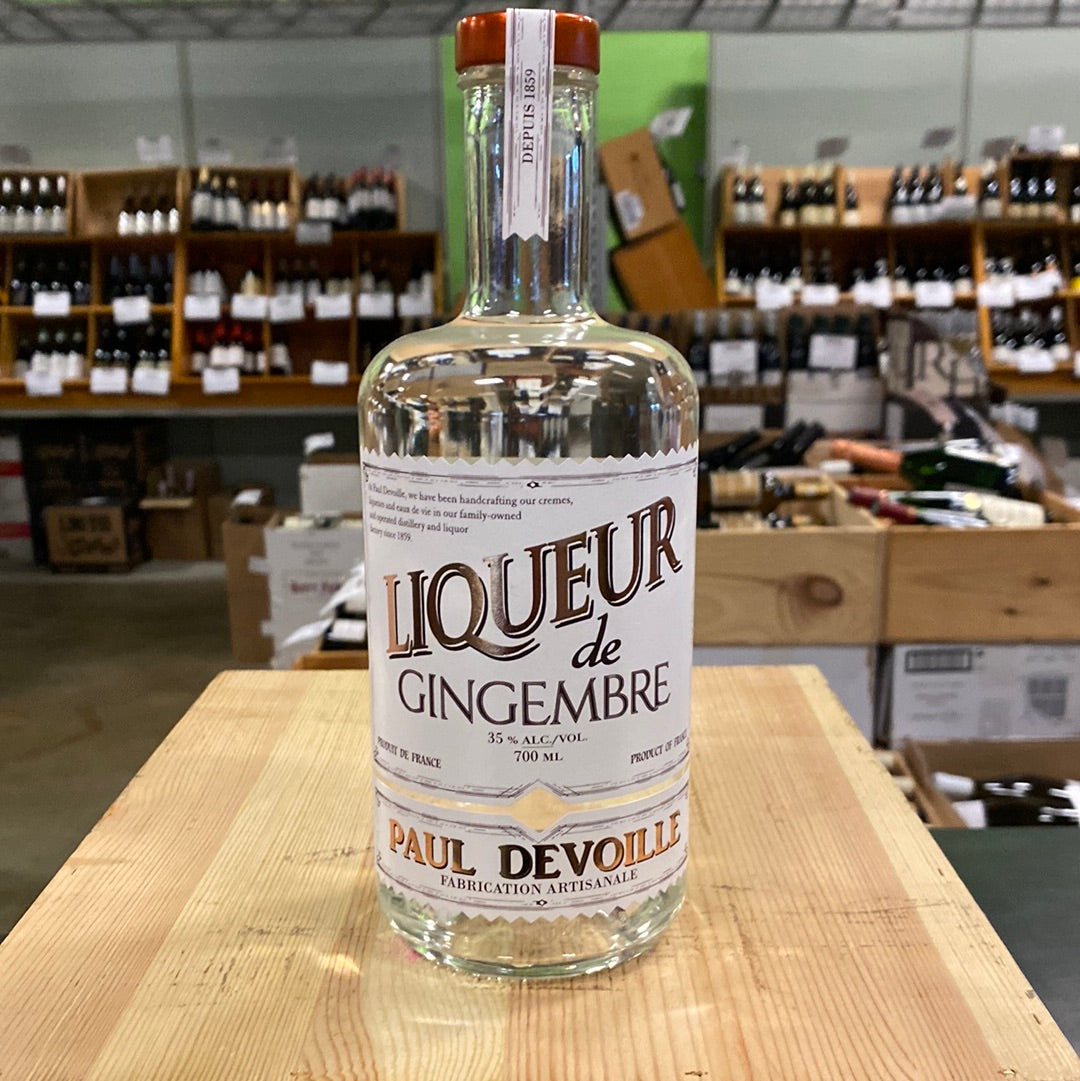 DEPUIS 1859
Paul Devoille, we have been handcrafting our cremes,
liqueurs and eaux de vie in our family-owned
and operated distillery and liquor
since 1859.
LIQUEUR
de
GINGEMBRE
35 % ALC./VOL.
700 ML
PRODUIT DE FRANCE
PRODUCT OF FRANCE
PAUL DEVOILLE
FABRICATION ARTISANALE